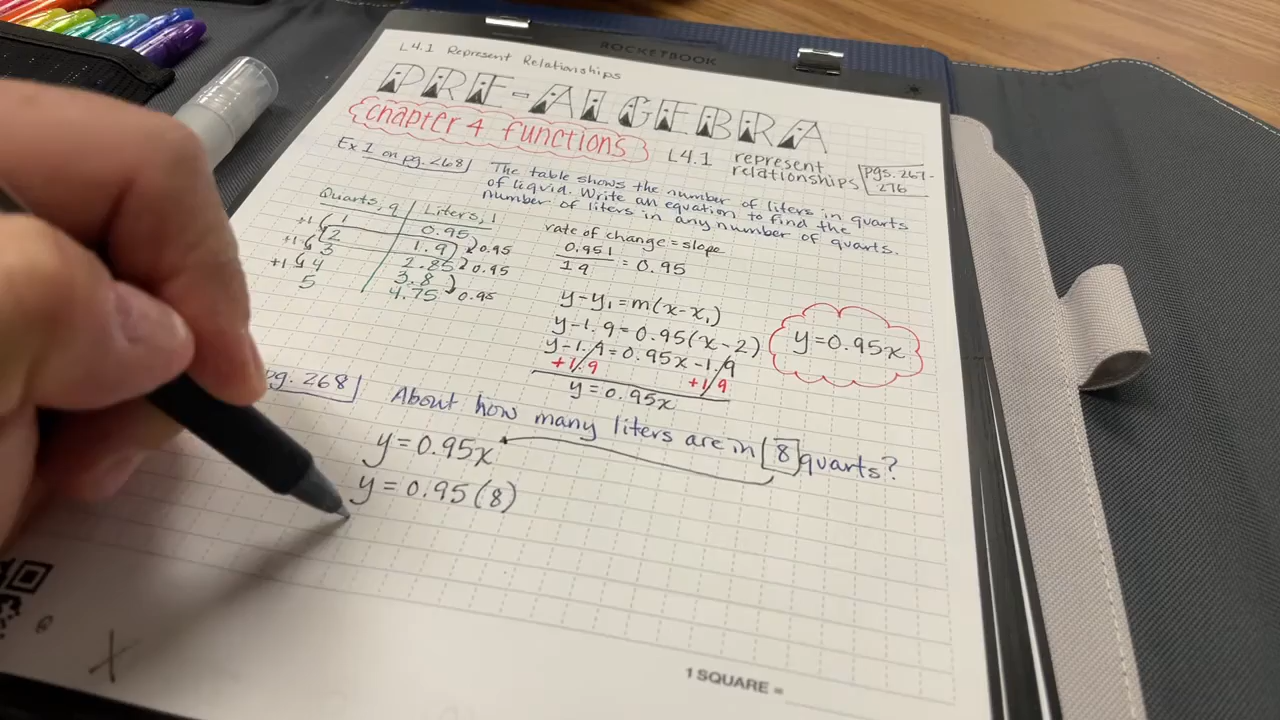 ROCKETBOOK
L4.1 Represent Relationships
PRE-ALGEBRA
chapter 4 functions
L4.1 represent relationships
pgs. 267-276
Ex 1 on pg. 268
The table shows the number of liters in quarts
of liquid. Write an equation to find the
number of liters in any number of quarts.
Quarts, q Liters, l
+1 1 0.95
+1 2 1.9 0.95
3 2.85 0.95
+1 4 3.8
5 4.75 0.95
rate of change = slope
0.95l
1q
= 0.95
y-y₁=m(x-x₁)
y-1.9=0.95(x-2)
y-1.9=0.95x-1.9
+1.9 +1.9
y=0.95x
y=0.95x
pg. 268
About how many liters are in 8 quarts?
y=0.95x
y=0.95(8)
X
1 SQUARE =